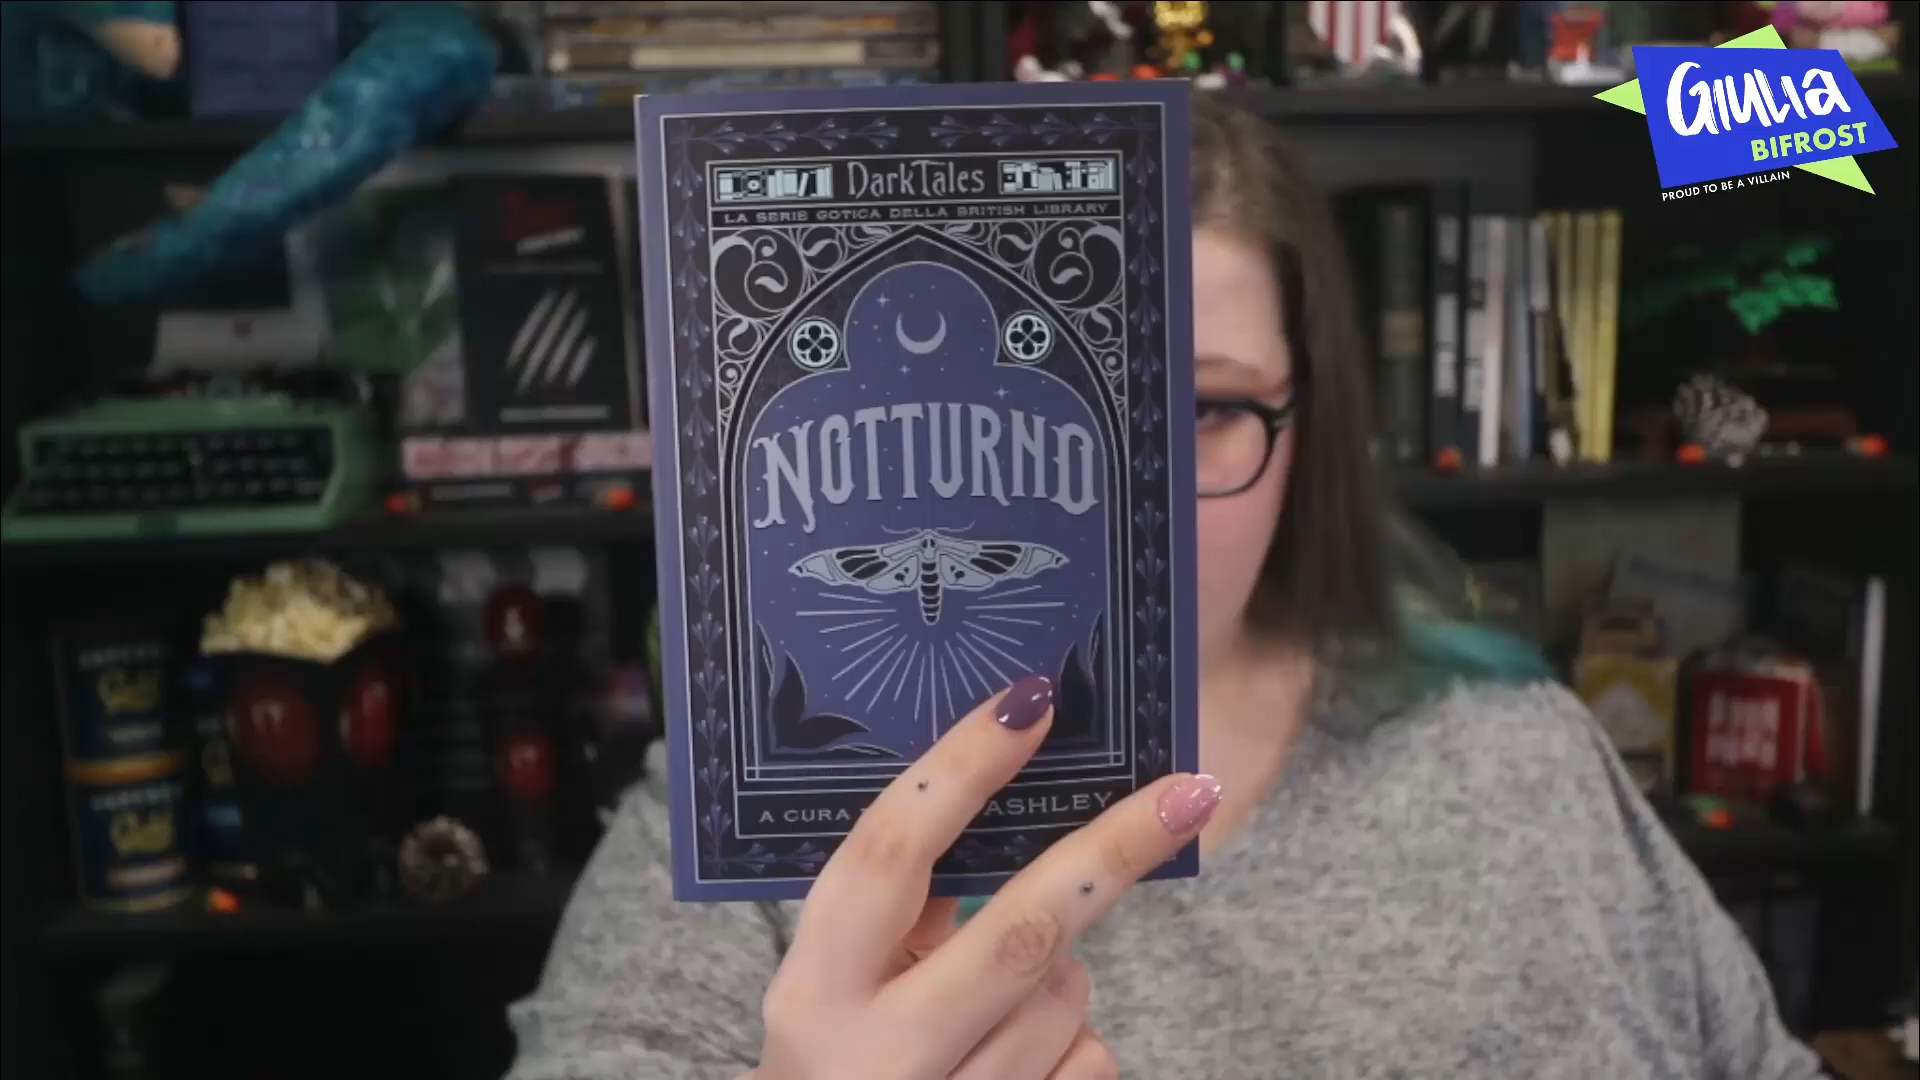 GIULIA
BIFROST
PROUD TO BE A VILLAIN
DarkTales
LA SERIE GOTICA DELLA BRITISH LIBRARY
NOTTURNO
A CURA ASHLEY